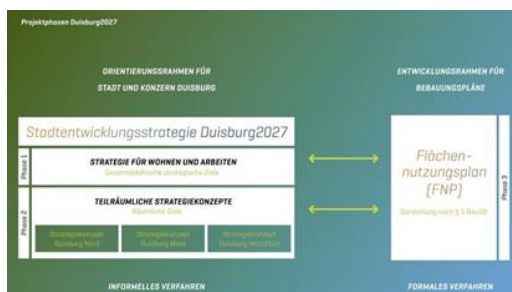 Projektphasen Duisburg2027
ORIENTIERUNGSRAHMEN FÜR
STADT UND KONZERN DUISBURG
ENTWICKLUNGSRAHMEN FÜR
BEBAUUNGSPLÄNE
Stadtentwicklungsstrategie Duisburg2027
Phase 1
STRATEGIE FÜR WOHNEN UND ARBEITEN
Gesamtstädtische strategische Ziele
Phase 2
TEILRÄUMLICHE STRATEGIEKONZEPTE
Räumliche Ziele
Strategiekonzept
Duisburg Nord
Strategiekonzept
Duisburg West
Strategiekonzept
Duisburg Mitte/Süd
Flächen-
nutzungsplan
(FNP)
Darstellung nach § 5 BauGB
Phase 3
INFORMELLES VERFAHREN
FORMALES VERFAHREN